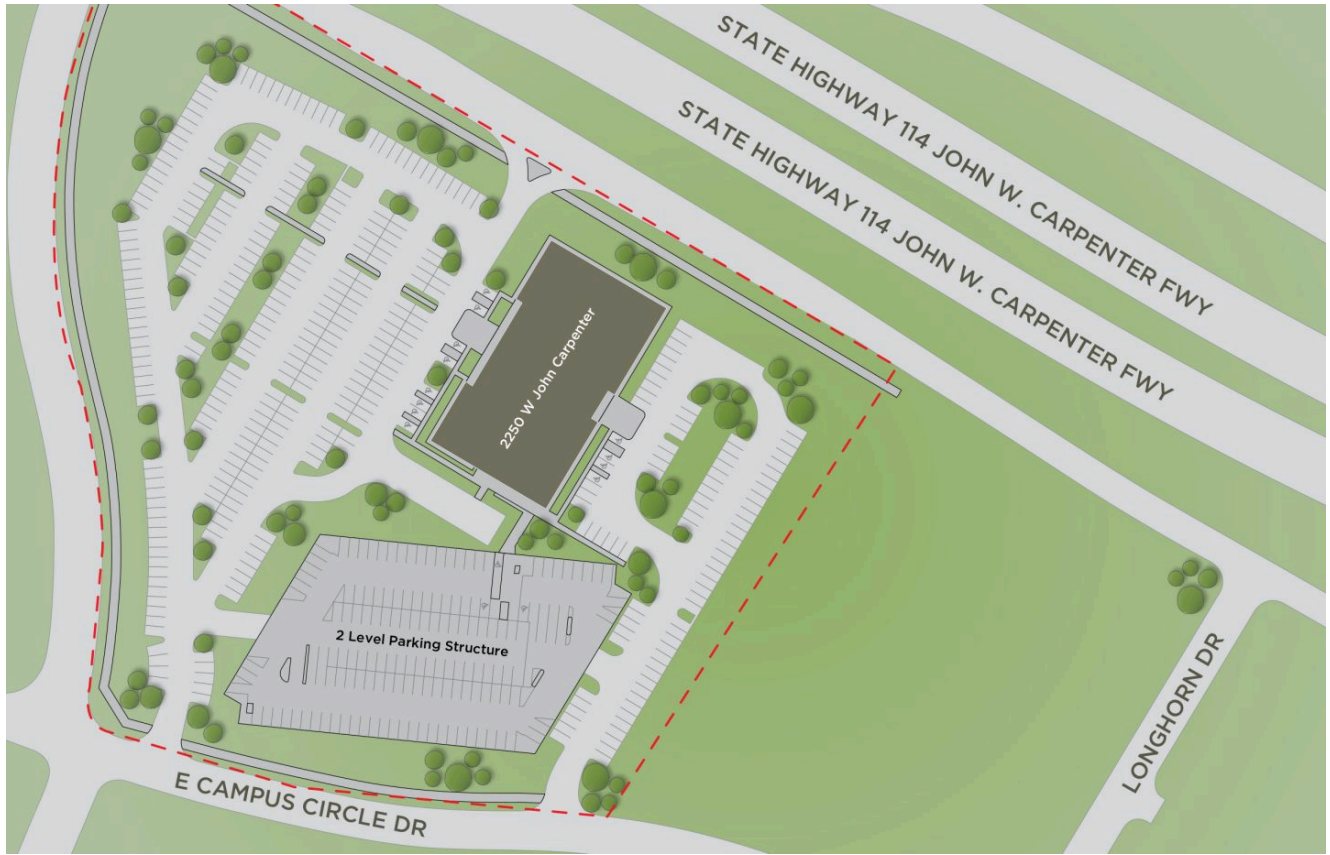 STATE HIGHWAY 114 JOHN W. CARPENTER FWY
STATE HIGHWAY 114 JOHN W. CARPENTER FWY
2250 W John Carpenter
2 Level Parking Structure
LONGHORN DR
E CAMPUS CIRCLE DR